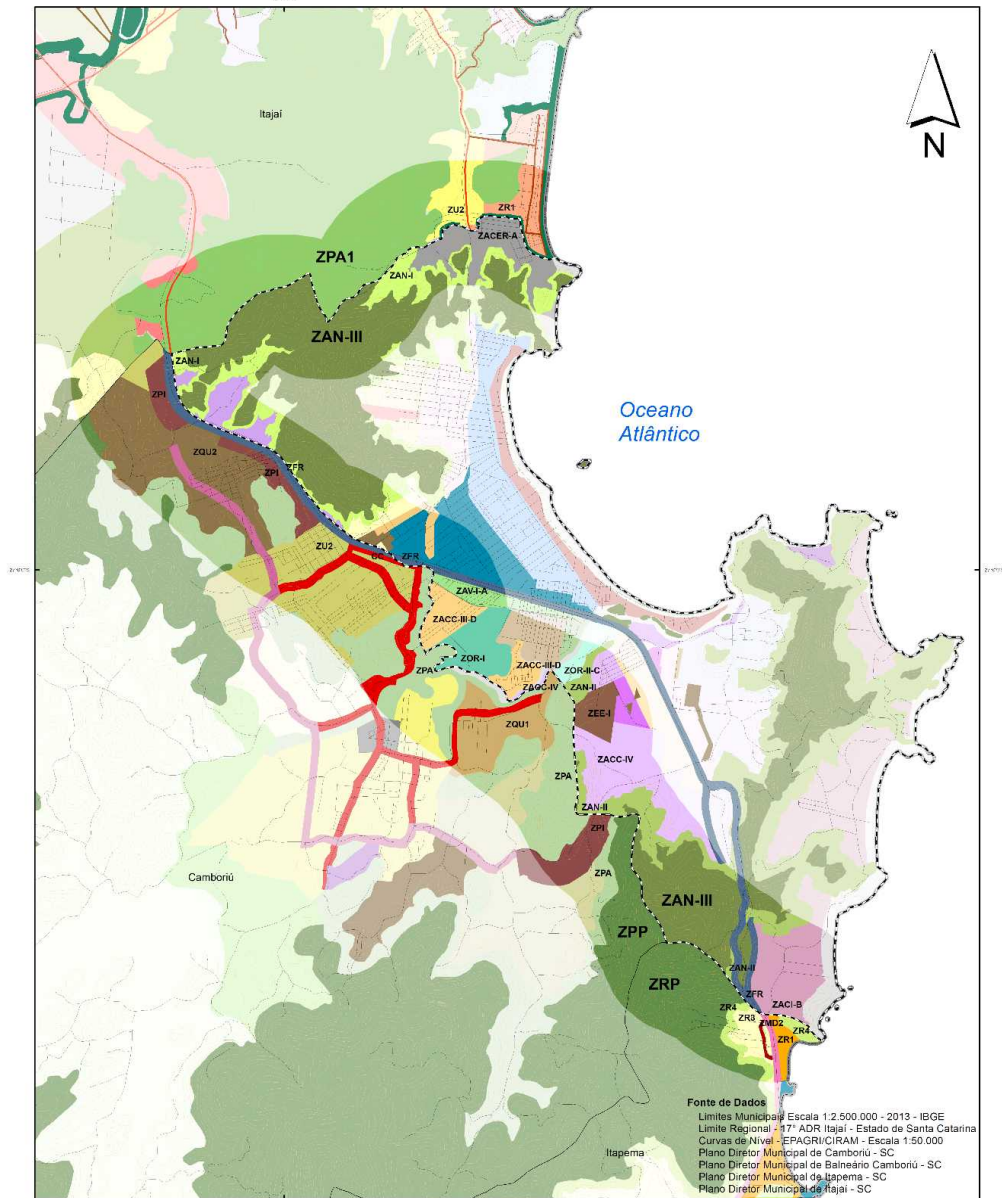 Itajaí
N
ZU2
ZR1
ZACER-A
ZPA1
ZAN-I
ZAN-III
ZAN-I
ZPI
Oceano
Atlântico
ZQU2
ZPI
ZFR
ZU2
ZFR
ZAV-I-A
ZACC-III-D
ZOR-I
ZPA
ZACC-III-D
ZOR-II-C
ZACC-IV
ZAN-II
ZEE-I
ZQU1
ZACC-IV
ZPA
ZAN-II
ZPI
ZPA
Camboriú
ZAN-III
ZPP
ZAN-II
ZRP
ZFR
ZACI-B
ZR4
ZR3
ZMD2
ZR4
ZR1
Fonte de Dados
Limites Municipais Escala 1:2.500.000 - 2013 - IBGE
Limite Regional - 17ª ADR Itajaí - Estado de Santa Catarina
Curvas de Nível - EPAGRI/CIRAM - Escala 1:50.000
Plano Diretor Municipal de Camboriú - SC
Plano Diretor Municipal de Balneário Camboriú - SC
Plano Diretor Municipal de Itapema - SC
Plano Diretor Municipal de Itajaí - SC
Itapema